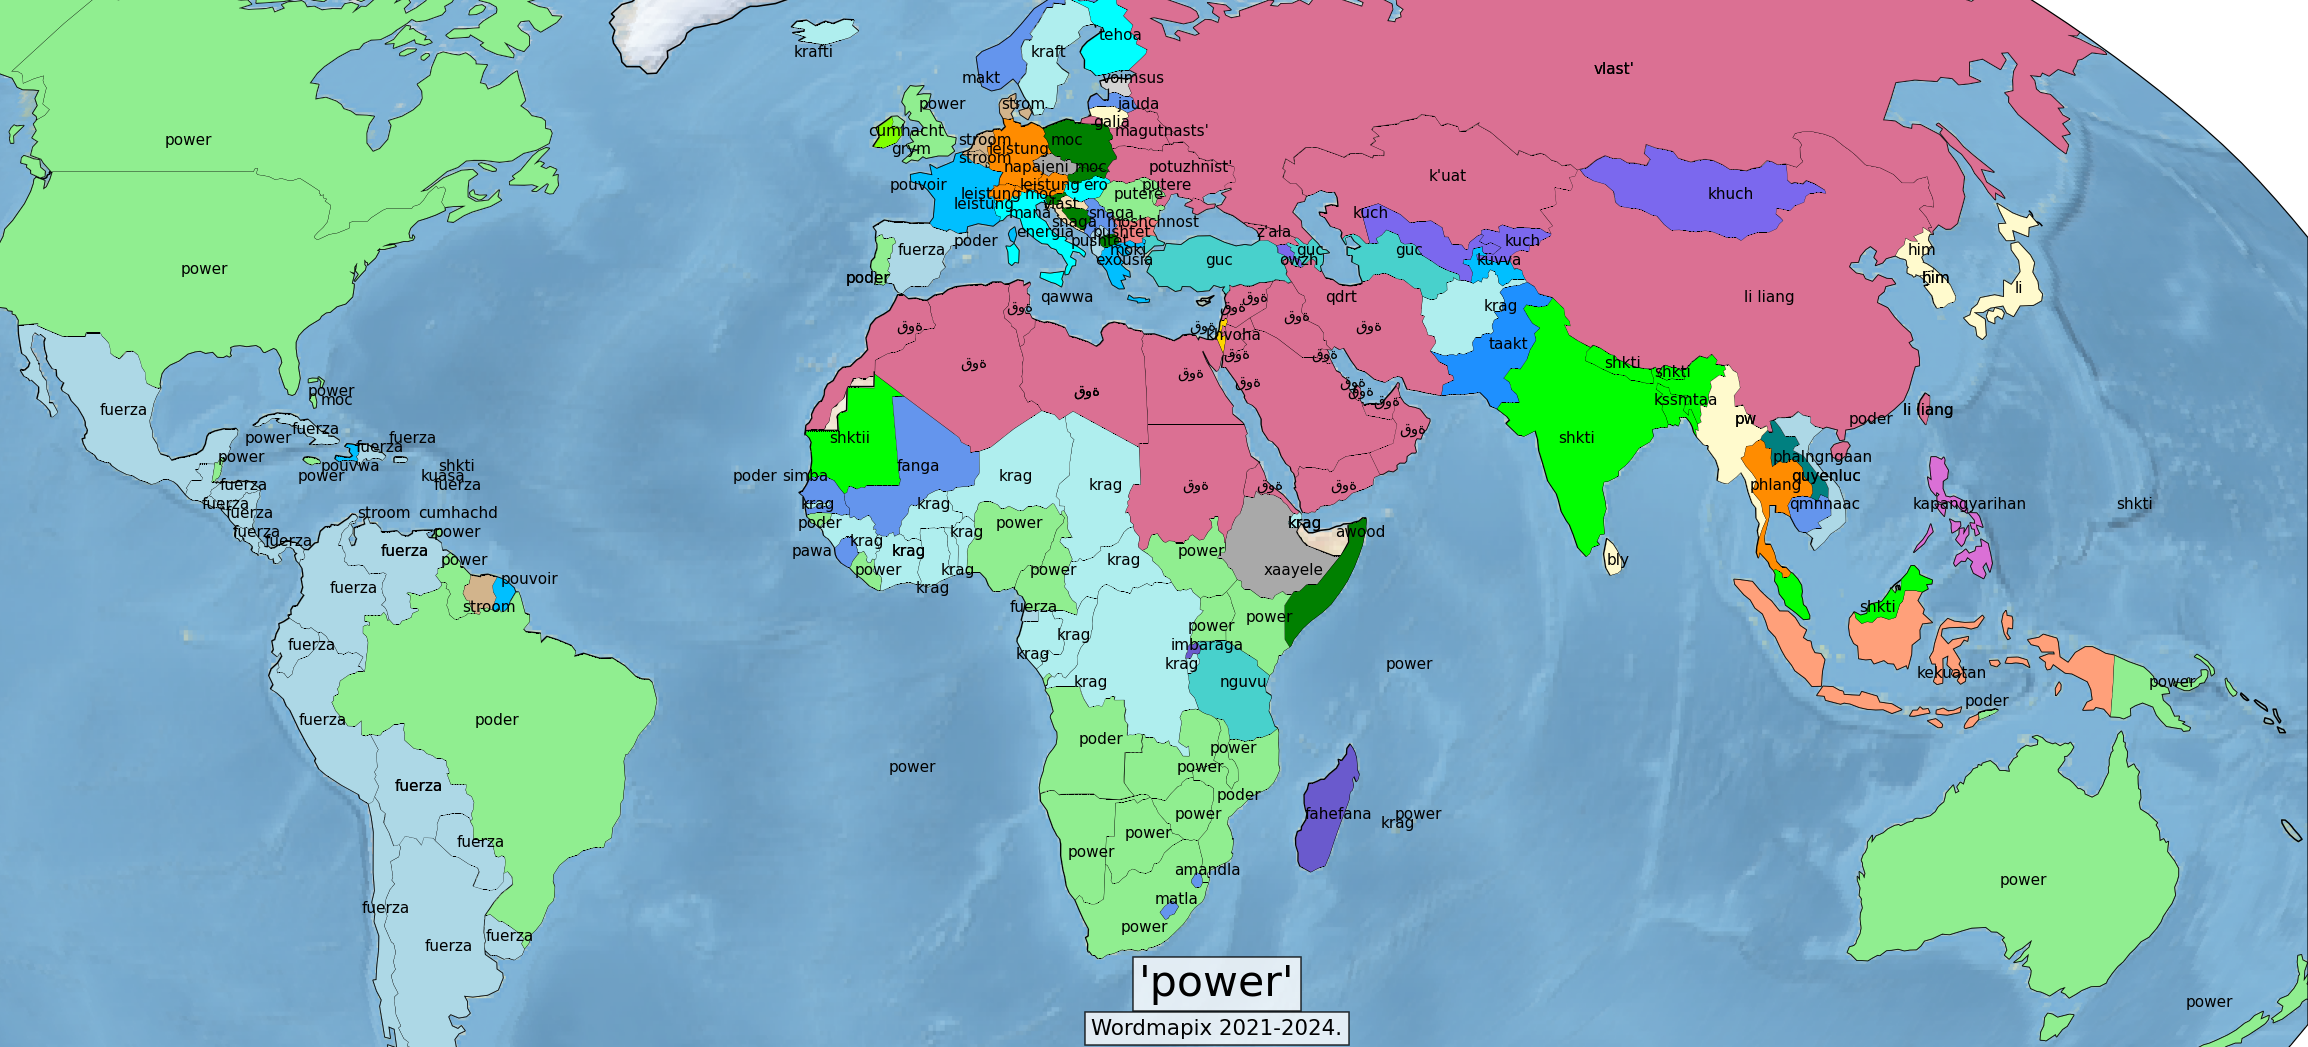 krafti
kraft
tehoa
makt
voimsus
vlast'
power
strom
jauda
galia
magutnasts'
cumhacht
grym
stroom
stroom
leistung
moc
power
napajeni
moc
potuzhnist'
k'uat
khuch
pouvoir
leistung
ero
putere
leistung
moc
putere
leistung
vlast
mana
snaga
kuch
snaga
moshchnost
energia
pushtet
z'ala
fuerza
poder
pushtet
kuch
moki
guc
him
exousia
guc
owzh
guc
kuvva
power
poder
him
li
qawwa
qdrt
li liang
krag
قوة
قوة
قوة
قوة
قوة
قوة
قوة
khvoha
قوة
taakt
قوة
قوة
قوة
shkti
قوة
قوة
قوة
shkti
قوة
قوة
قوة
power
moc
kssmtaa
fuerza
li liang
fuerza
pw
poder
power
fuerza
fuerza
shktii
shkti
قوة
power
pouvwa
shkti
fanga
phalngngaan
power
kuasa
poder
simba
krag
quyenluc
fuerza
fuerza
krag
phlang
قوة
قوة
قوة
fuerza
krag
krag
qmnnaac
kapangyarihan
shkti
fuerza
stroom
cumhachd
poder
power
krag
awood
fuerza
power
krag
krag
fuerza
fuerza
pawa
krag
power
power
krag
bly
power
krag
power
xaayele
fuerza
pouvoir
krag
stroom
fuerza
shkti
power
fuerza
krag
power
imbaraga
krag
krag
power
krag
nguvu
kekuatan
power
poder
fuerza
poder
poder
power
power
power
fuerza
poder
power
fahefana
power
krag
fuerza
power
power
amandla
power
matla
fuerza
power
fuerza
fuerza
power
'power'
Wordmapix 2021-2024.